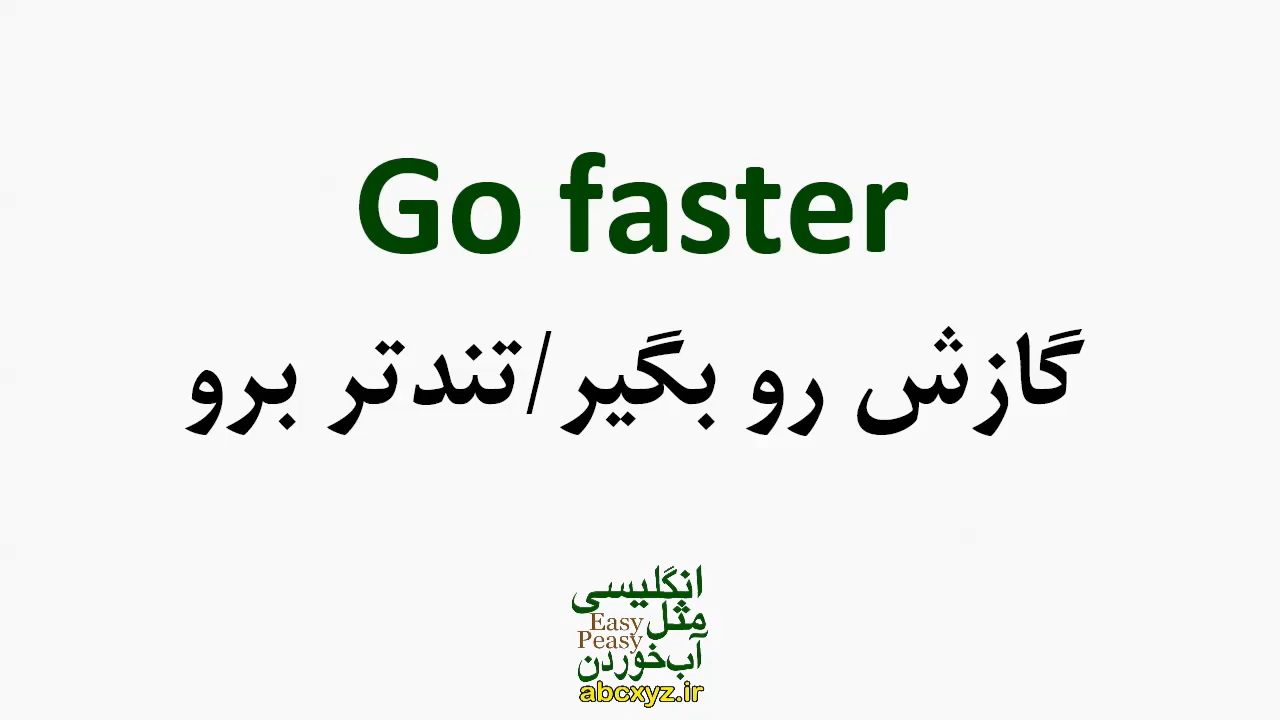 Go faster
گازش رو بگیر/تندتر برو
انگلیسی
مثل Easy
Peasy
آب‌خوردن
abcxyz.ir